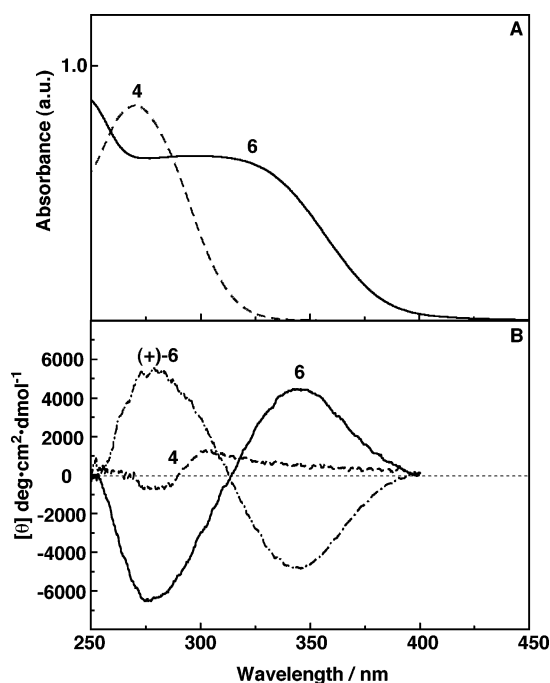 A
1.0
4
6
Absorbance (a.u.)
B
6000
4000
2000
0
-2000
-4000
-6000
(+)-6
6
4
[θ] deg·cm²·dmol⁻¹
250 300 350 400 450
Wavelength / nm